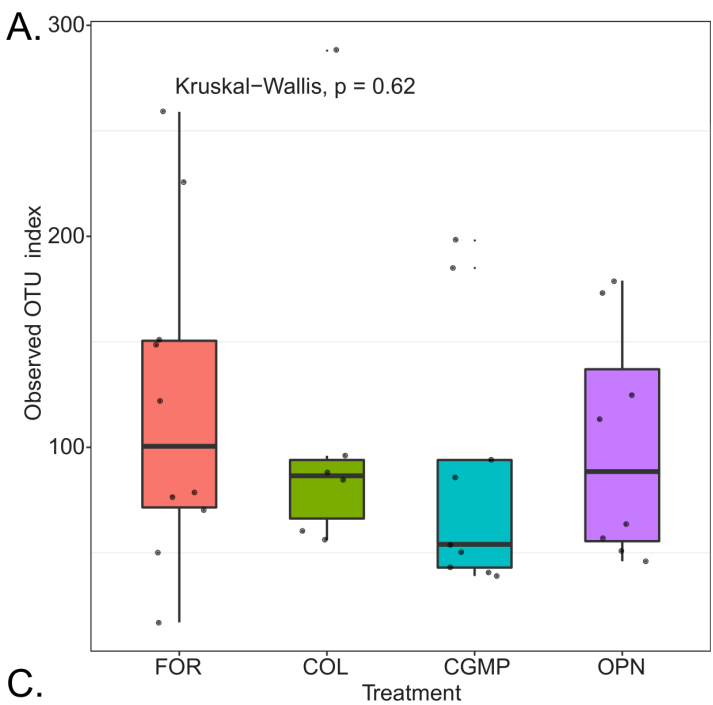 A.
300
Kruskal−Wallis, p = 0.62
200
100
Observed OTU index
FOR COL CGMP OPN
Treatment
C.